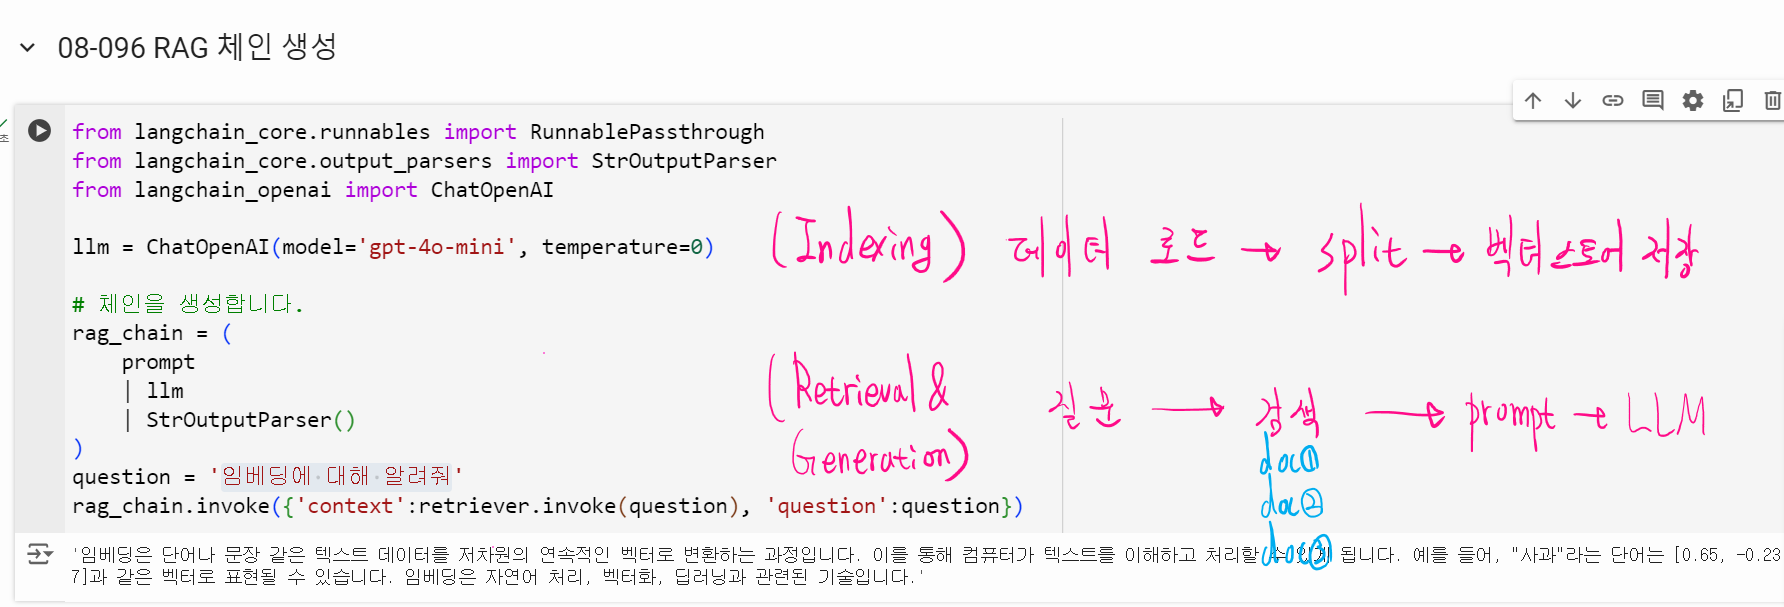 08-096 RAG 체인 생성
from langchain_core.runnables import RunnablePassthrough
from langchain_core.output_parsers import StrOutputParser
from langchain_openai import ChatOpenAI
llm = ChatOpenAI(model='gpt-4o-mini', temperature=0)
(Indexing) 데이터 로드 → split → 벡터스토어 저장
# 체인을 생성합니다.
rag_chain = (
prompt
| llm
| StrOutputParser()
)
(Retrieval &
Generation)
질문 → 검색 → prompt → LLM
doc①
doc②
doc③
question = '임베딩에 대해 알려줘'
rag_chain.invoke({'context':retriever.invoke(question), 'question':question})
'임베딩은 단어나 문장 같은 텍스트 데이터를 저차원의 연속적인 벡터로 변환하는 과정입니다. 이를 통해 컴퓨터가 텍스트를 이해하고 처리할 수 있게 됩니다. 예를 들어, "사과"라는 단어는 [0.65, -0.23
7]과 같은 벡터로 표현될 수 있습니다. 임베딩은 자연어 처리, 벡터화, 딥러닝과 관련된 기술입니다.'